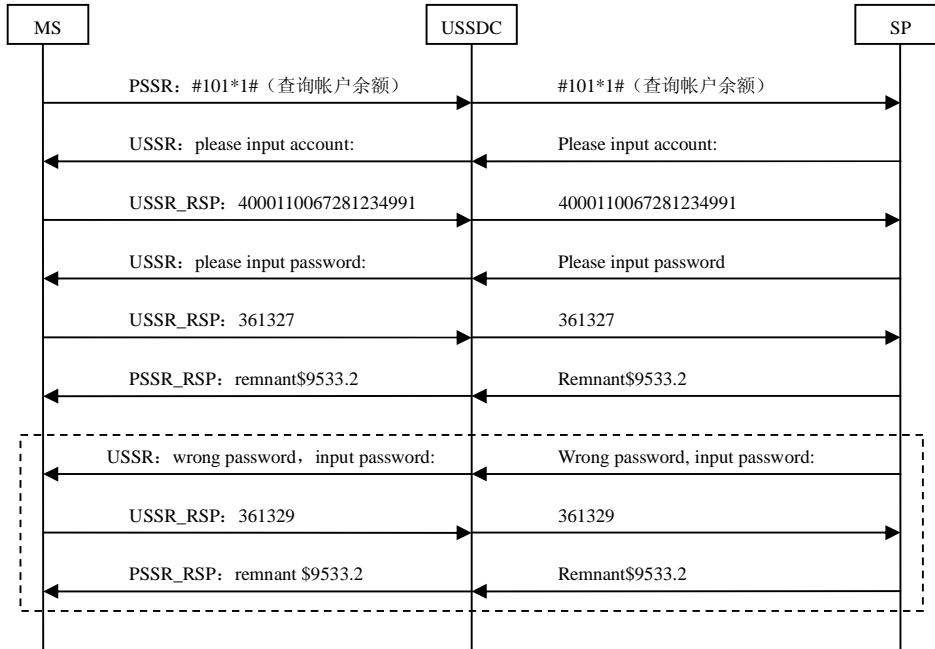 MS USSDC SP
PSSR：#101*1#（查询帐户余额） #101*1#（查询帐户余额）
USSR：please input account: Please input account:
USSR_RSP：4000110067281234991 4000110067281234991
USSR：please input password: Please input password
USSR_RSP：361327 361327
PSSR_RSP：remnant$9533.2 Remnant$9533.2
USSR：wrong password，input password: Wrong password, input password:
USSR_RSP：361329 361329
PSSR_RSP：remnant $9533.2 Remnant$9533.2